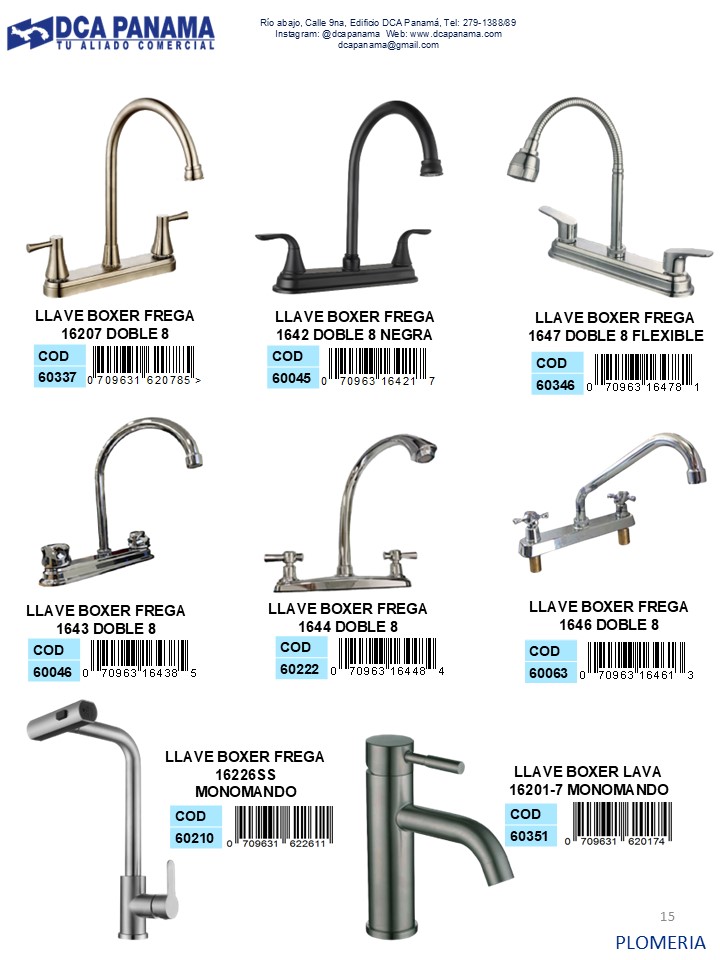 DCA PANAMA
TU ALIADO COMERCIAL
Río abajo, Calle 9na, Edificio DCA Panamá, Tel: 279-1388/89
Instagram: @dcapanama Web: www.dcapanama.com
dcapanama@gmail.com
LLAVE BOXER FREGA
16207 DOBLE 8
COD
60337
0 709631 620785 >
LLAVE BOXER FREGA
1642 DOBLE 8 NEGRA
COD
60045
0 70963 16421 7
LLAVE BOXER FREGA
1647 DOBLE 8 FLEXIBLE
COD
60346
0 70963 16478 1
LLAVE BOXER FREGA
1643 DOBLE 8
COD
60046
0 70963 16438 5
LLAVE BOXER FREGA
1644 DOBLE 8
COD
60222
0 70963 16448 4
LLAVE BOXER FREGA
1646 DOBLE 8
COD
60063
0 70963 16461 3
LLAVE BOXER FREGA
16226SS
MONOMANDO
COD
60210
0 709631 622611
LLAVE BOXER LAVA
16201-7 MONOMANDO
COD
60351
0 709631 620174
15
PLOMERIA